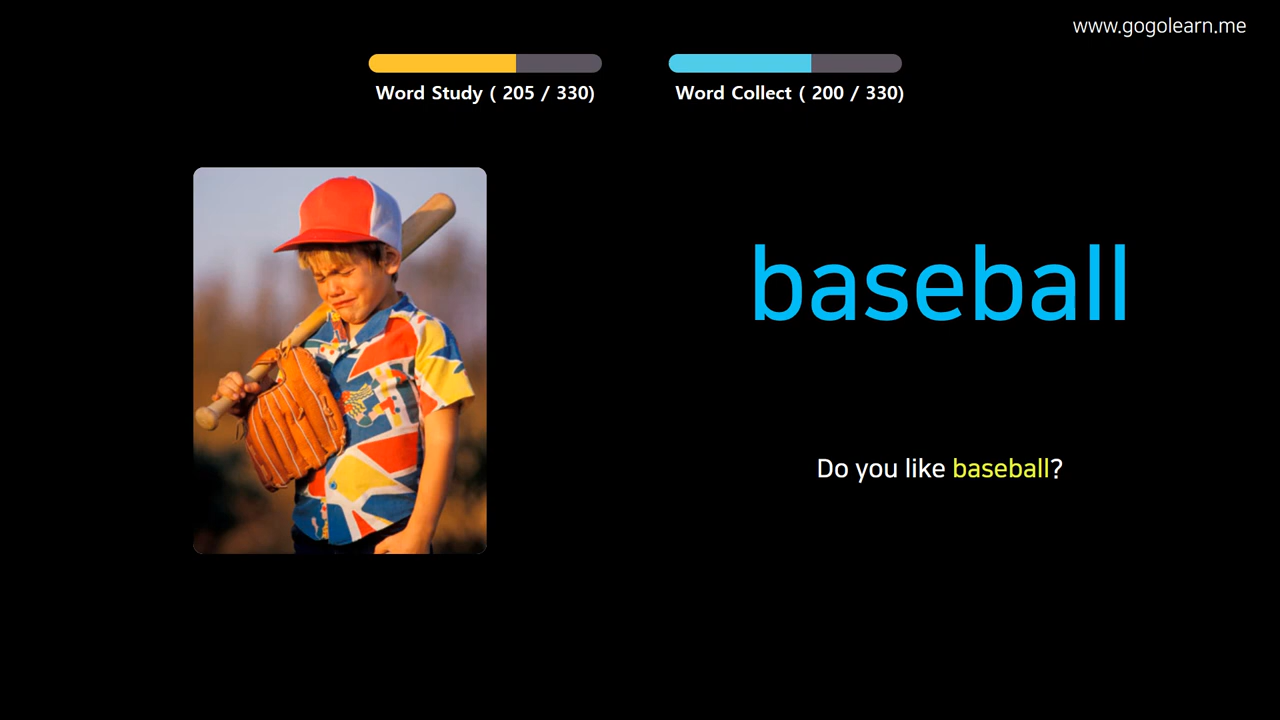 www.gogolearn.me
Word Study ( 205 / 330)
Word Collect ( 200 / 330)
baseball
Do you like baseball?